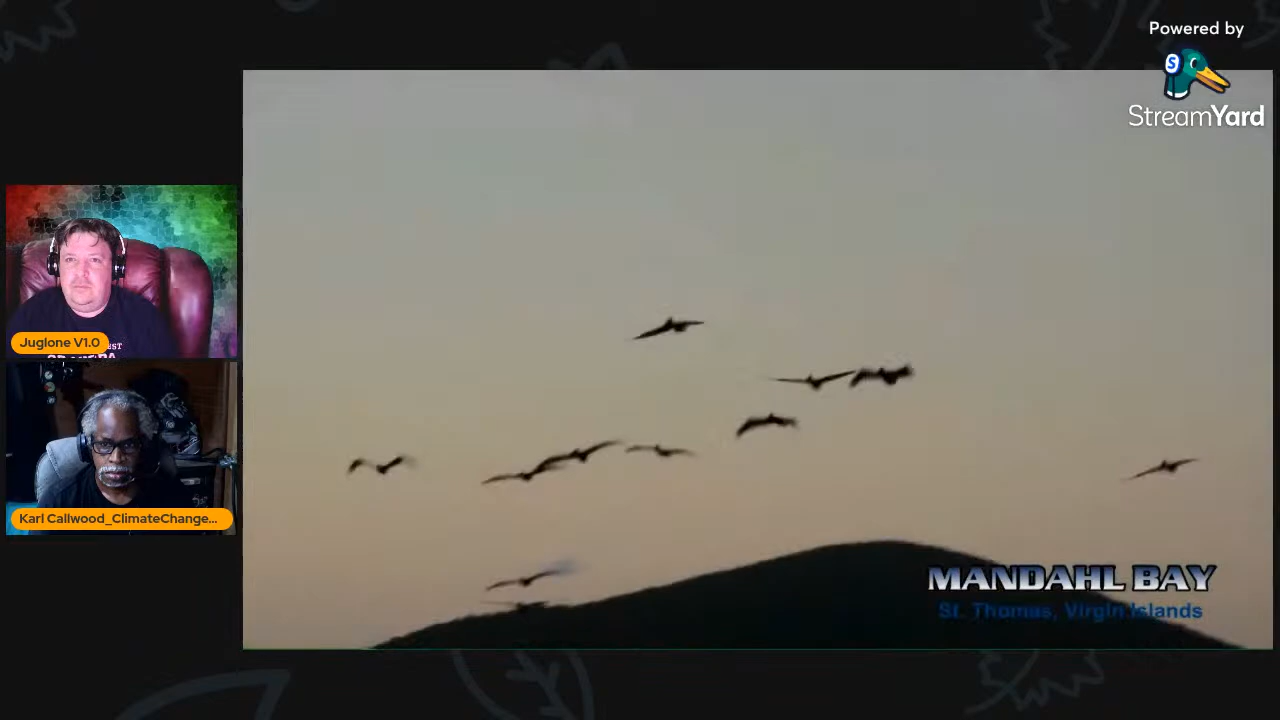 Powered by
StreamYard
Juglone V1.0
Karl Callwood_ClimateChange...
MANDAHL BAY
St. Thomas, Virgin Islands